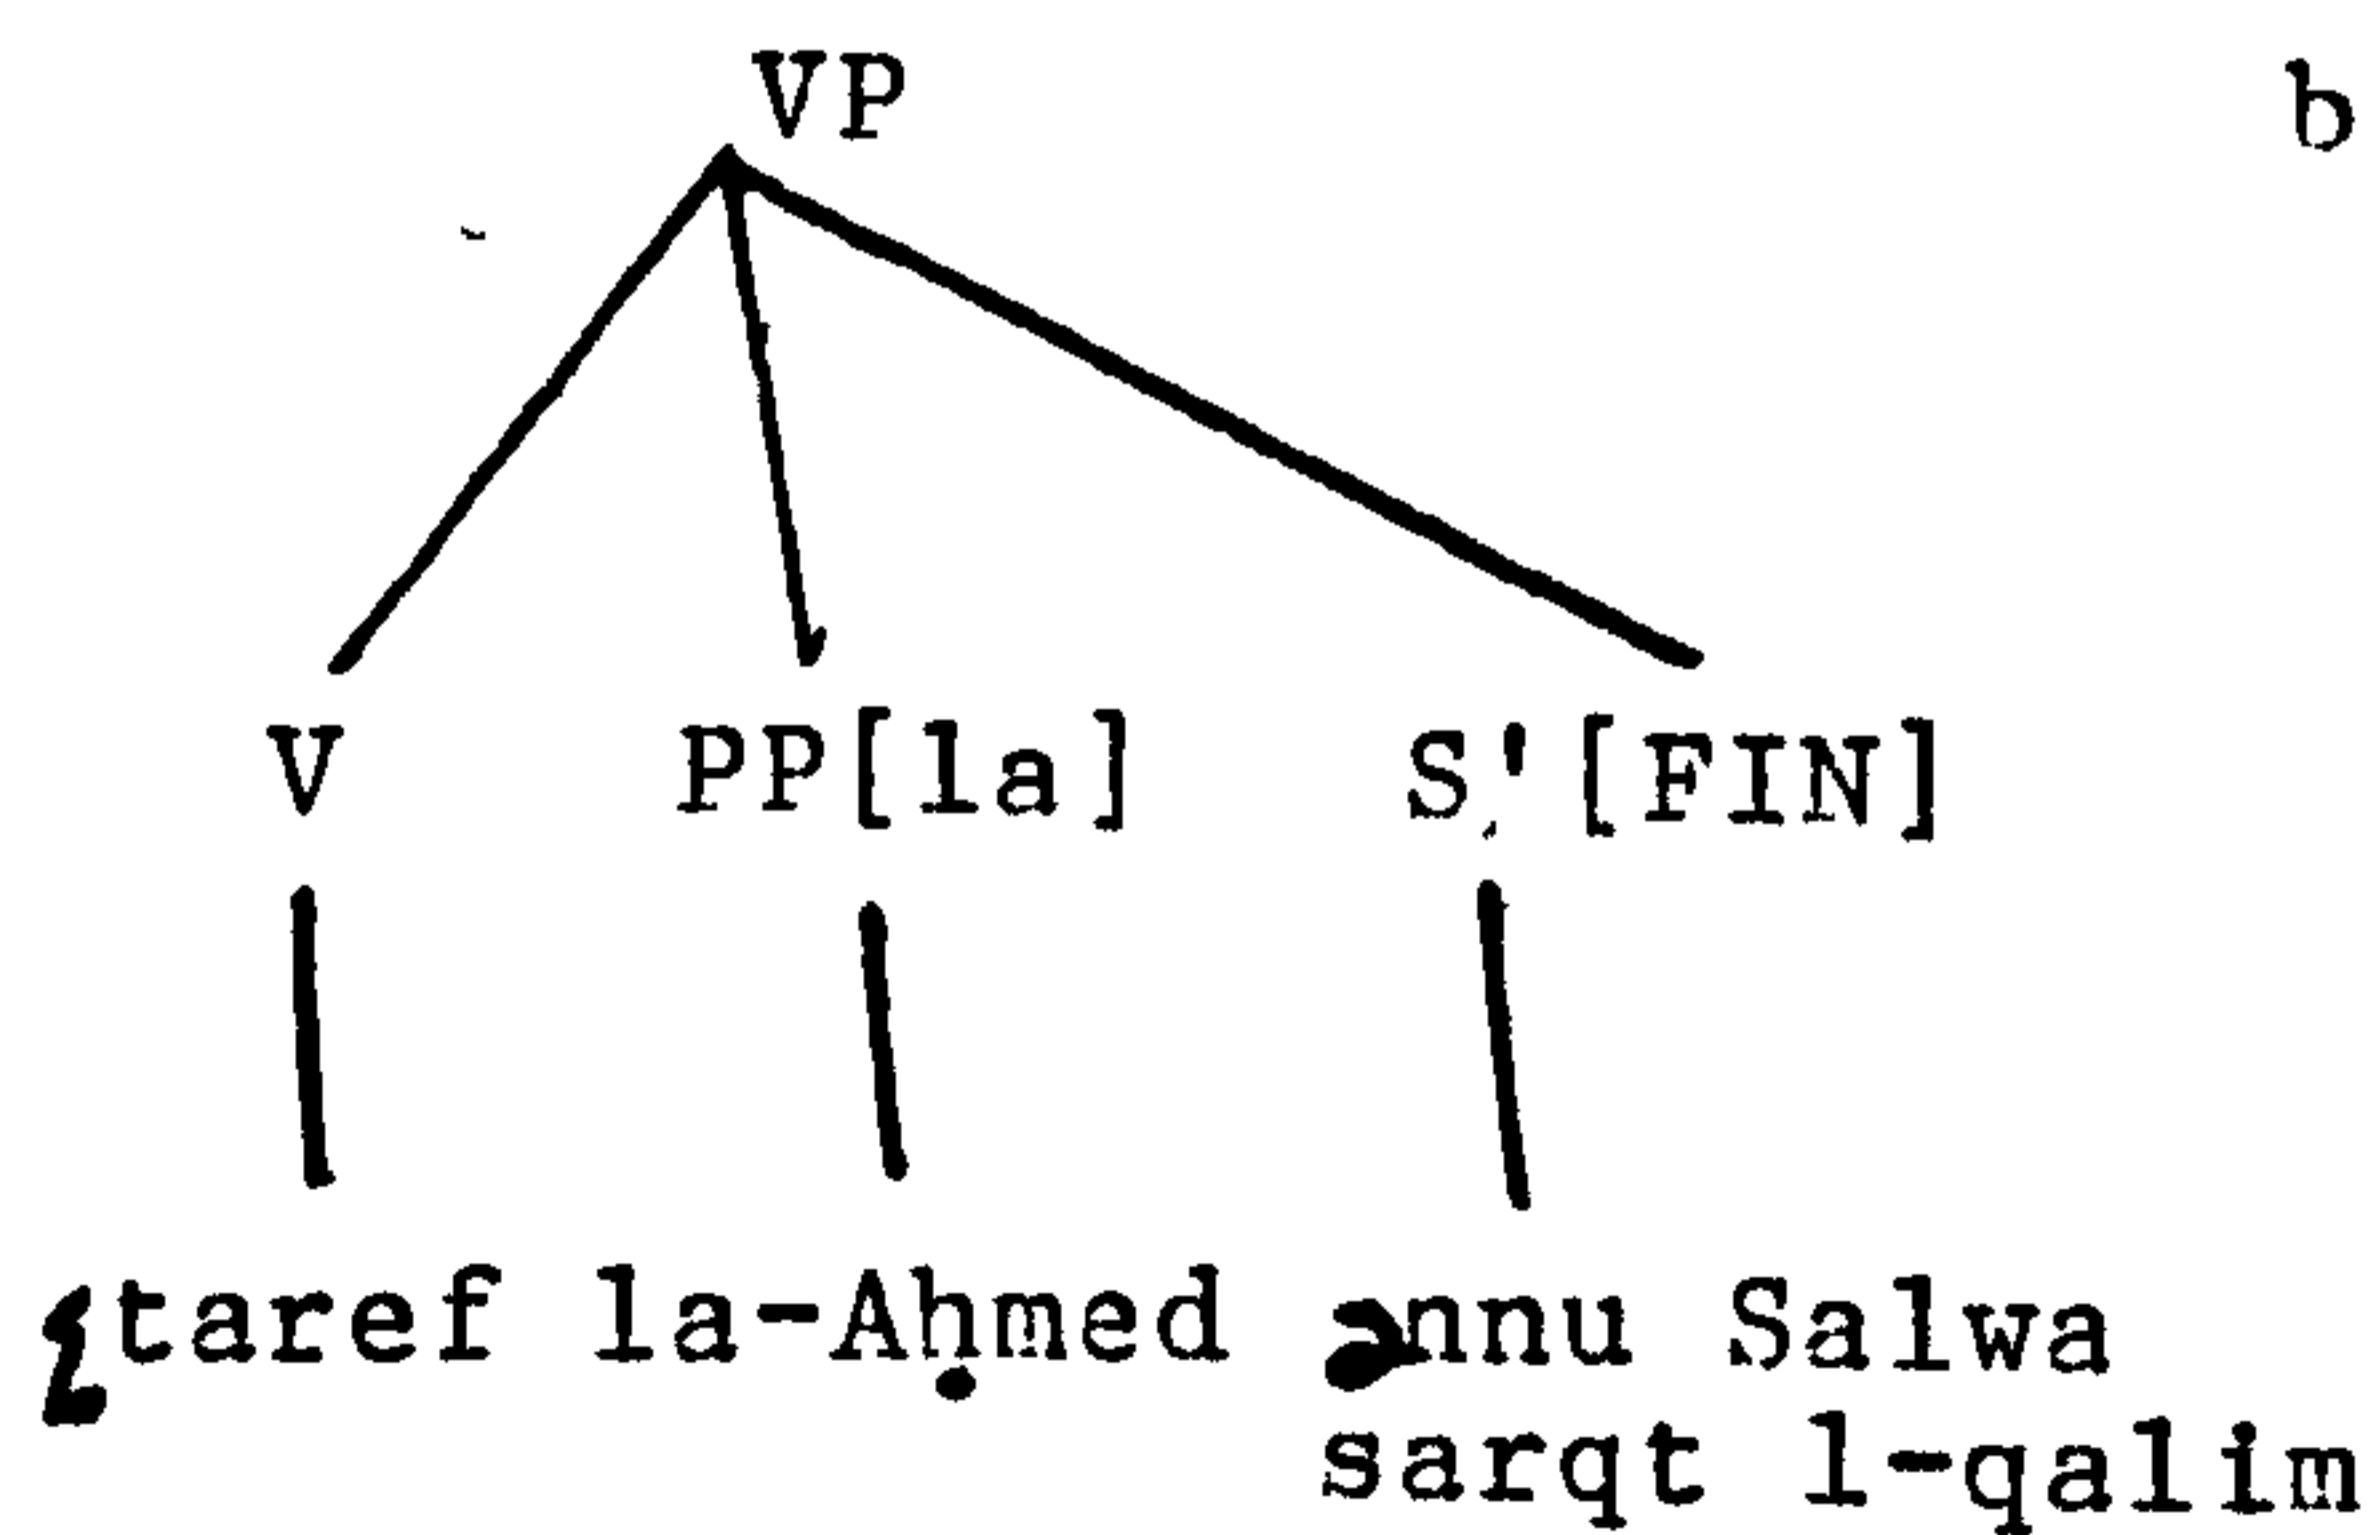 VP b
V PP[la] S'[FIN]
ʕtaref la-Aḥmed ənnu Salwa
sarqt l-qalim